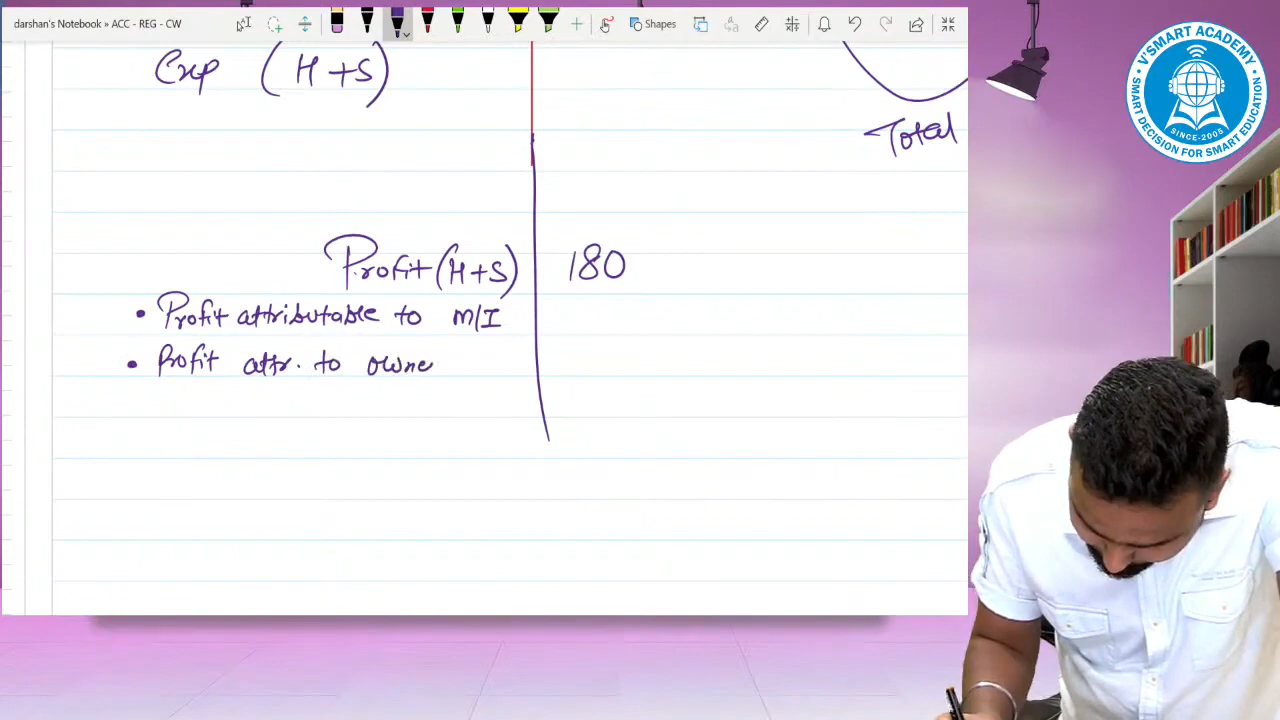 darshan's Notebook » ACC - REG - CW
Shapes
Exp (H+S)
Total
Profit (H+S) 180
• Profit attributable to M/I
• Profit attr. to owne
V'SMART ACADEMY
SINCE-2005
SMART DECISION FOR SMART EDUCATION